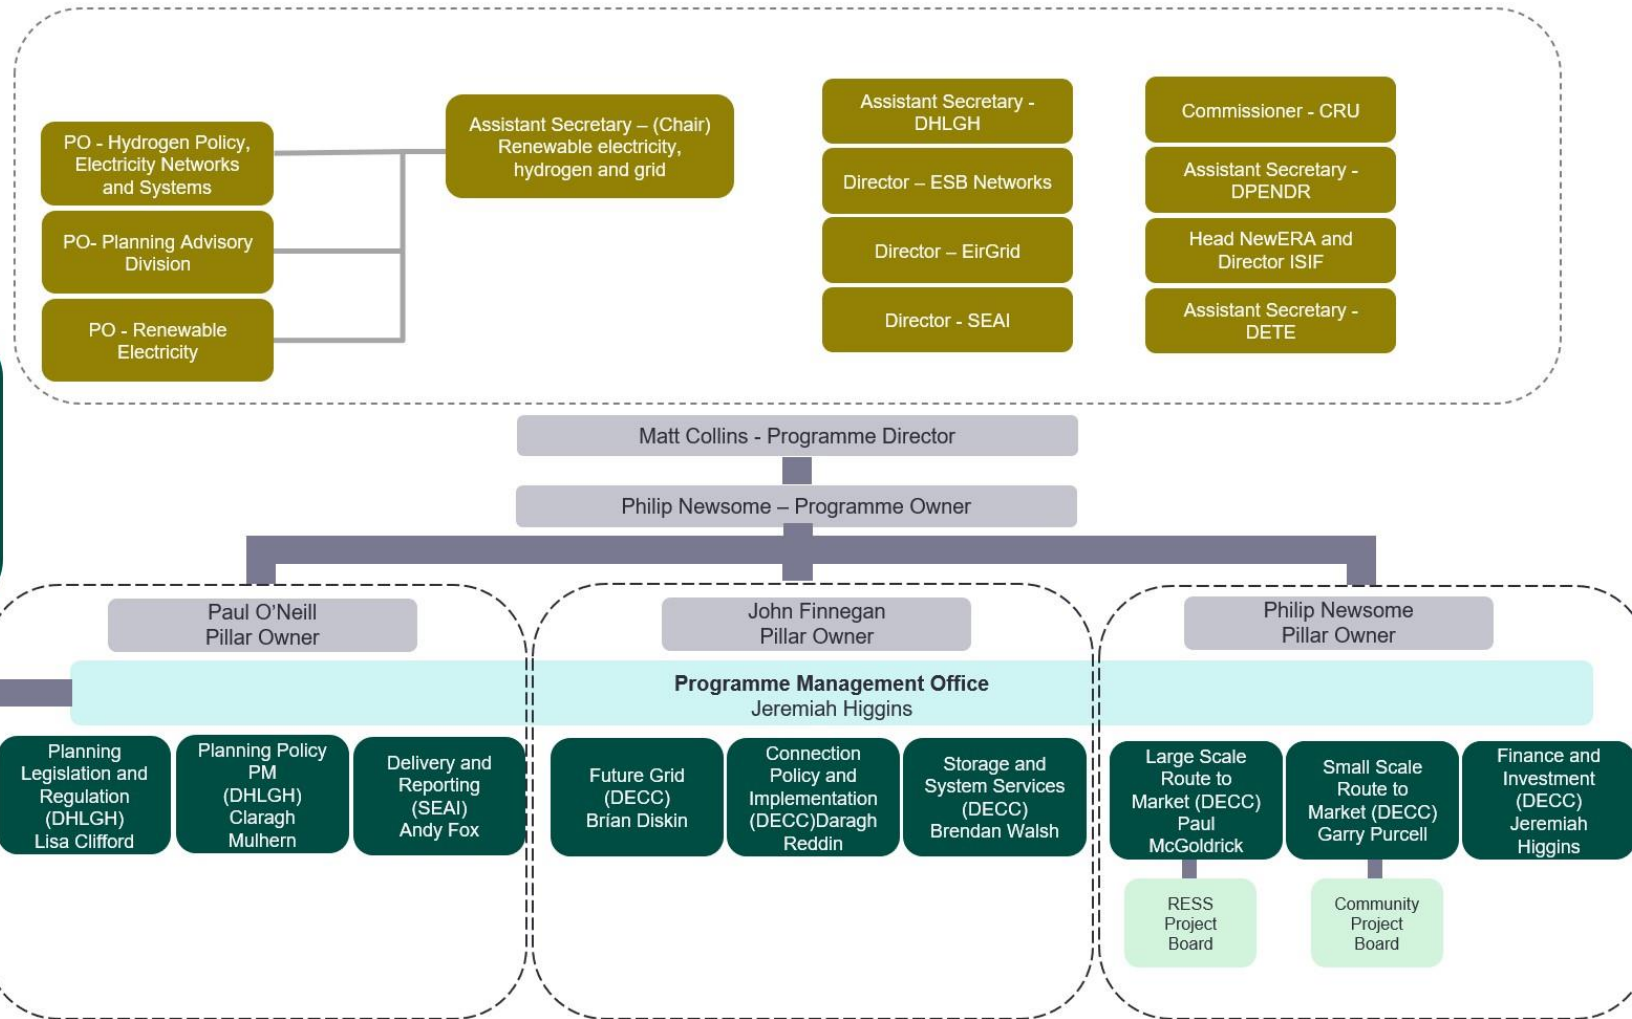 PO - Hydrogen Policy,
Electricity Networks
and Systems
PO- Planning Advisory
Division
PO - Renewable
Electricity
Assistant Secretary – (Chair)
Renewable electricity,
hydrogen and grid
Assistant Secretary -
DHLGH
Director – ESB Networks
Director – EirGrid
Director - SEAI
Commissioner - CRU
Assistant Secretary -
DPENDR
Head NewERA and
Director ISIF
Assistant Secretary -
DETE
Matt Collins - Programme Director
Philip Newsome – Programme Owner
Paul O’Neill
Pillar Owner
John Finnegan
Pillar Owner
Philip Newsome
Pillar Owner
Programme Management Office
Jeremiah Higgins
Planning
Legislation and
Regulation
(DHLGH)
Lisa Clifford
Planning Policy
PM
(DHLGH)
Claragh
Mulhern
Delivery and
Reporting
(SEAI)
Andy Fox
Future Grid
(DECC)
Brían Diskin
Connection
Policy and
Implementation
(DECC)Daragh
Reddin
Storage and
System Services
(DECC)
Brendan Walsh
Large Scale
Route to
Market (DECC)
Paul
McGoldrick
Small Scale
Route to
Market (DECC)
Garry Purcell
Finance and
Investment
(DECC)
Jeremiah
Higgins
RESS
Project
Board
Community
Project
Board